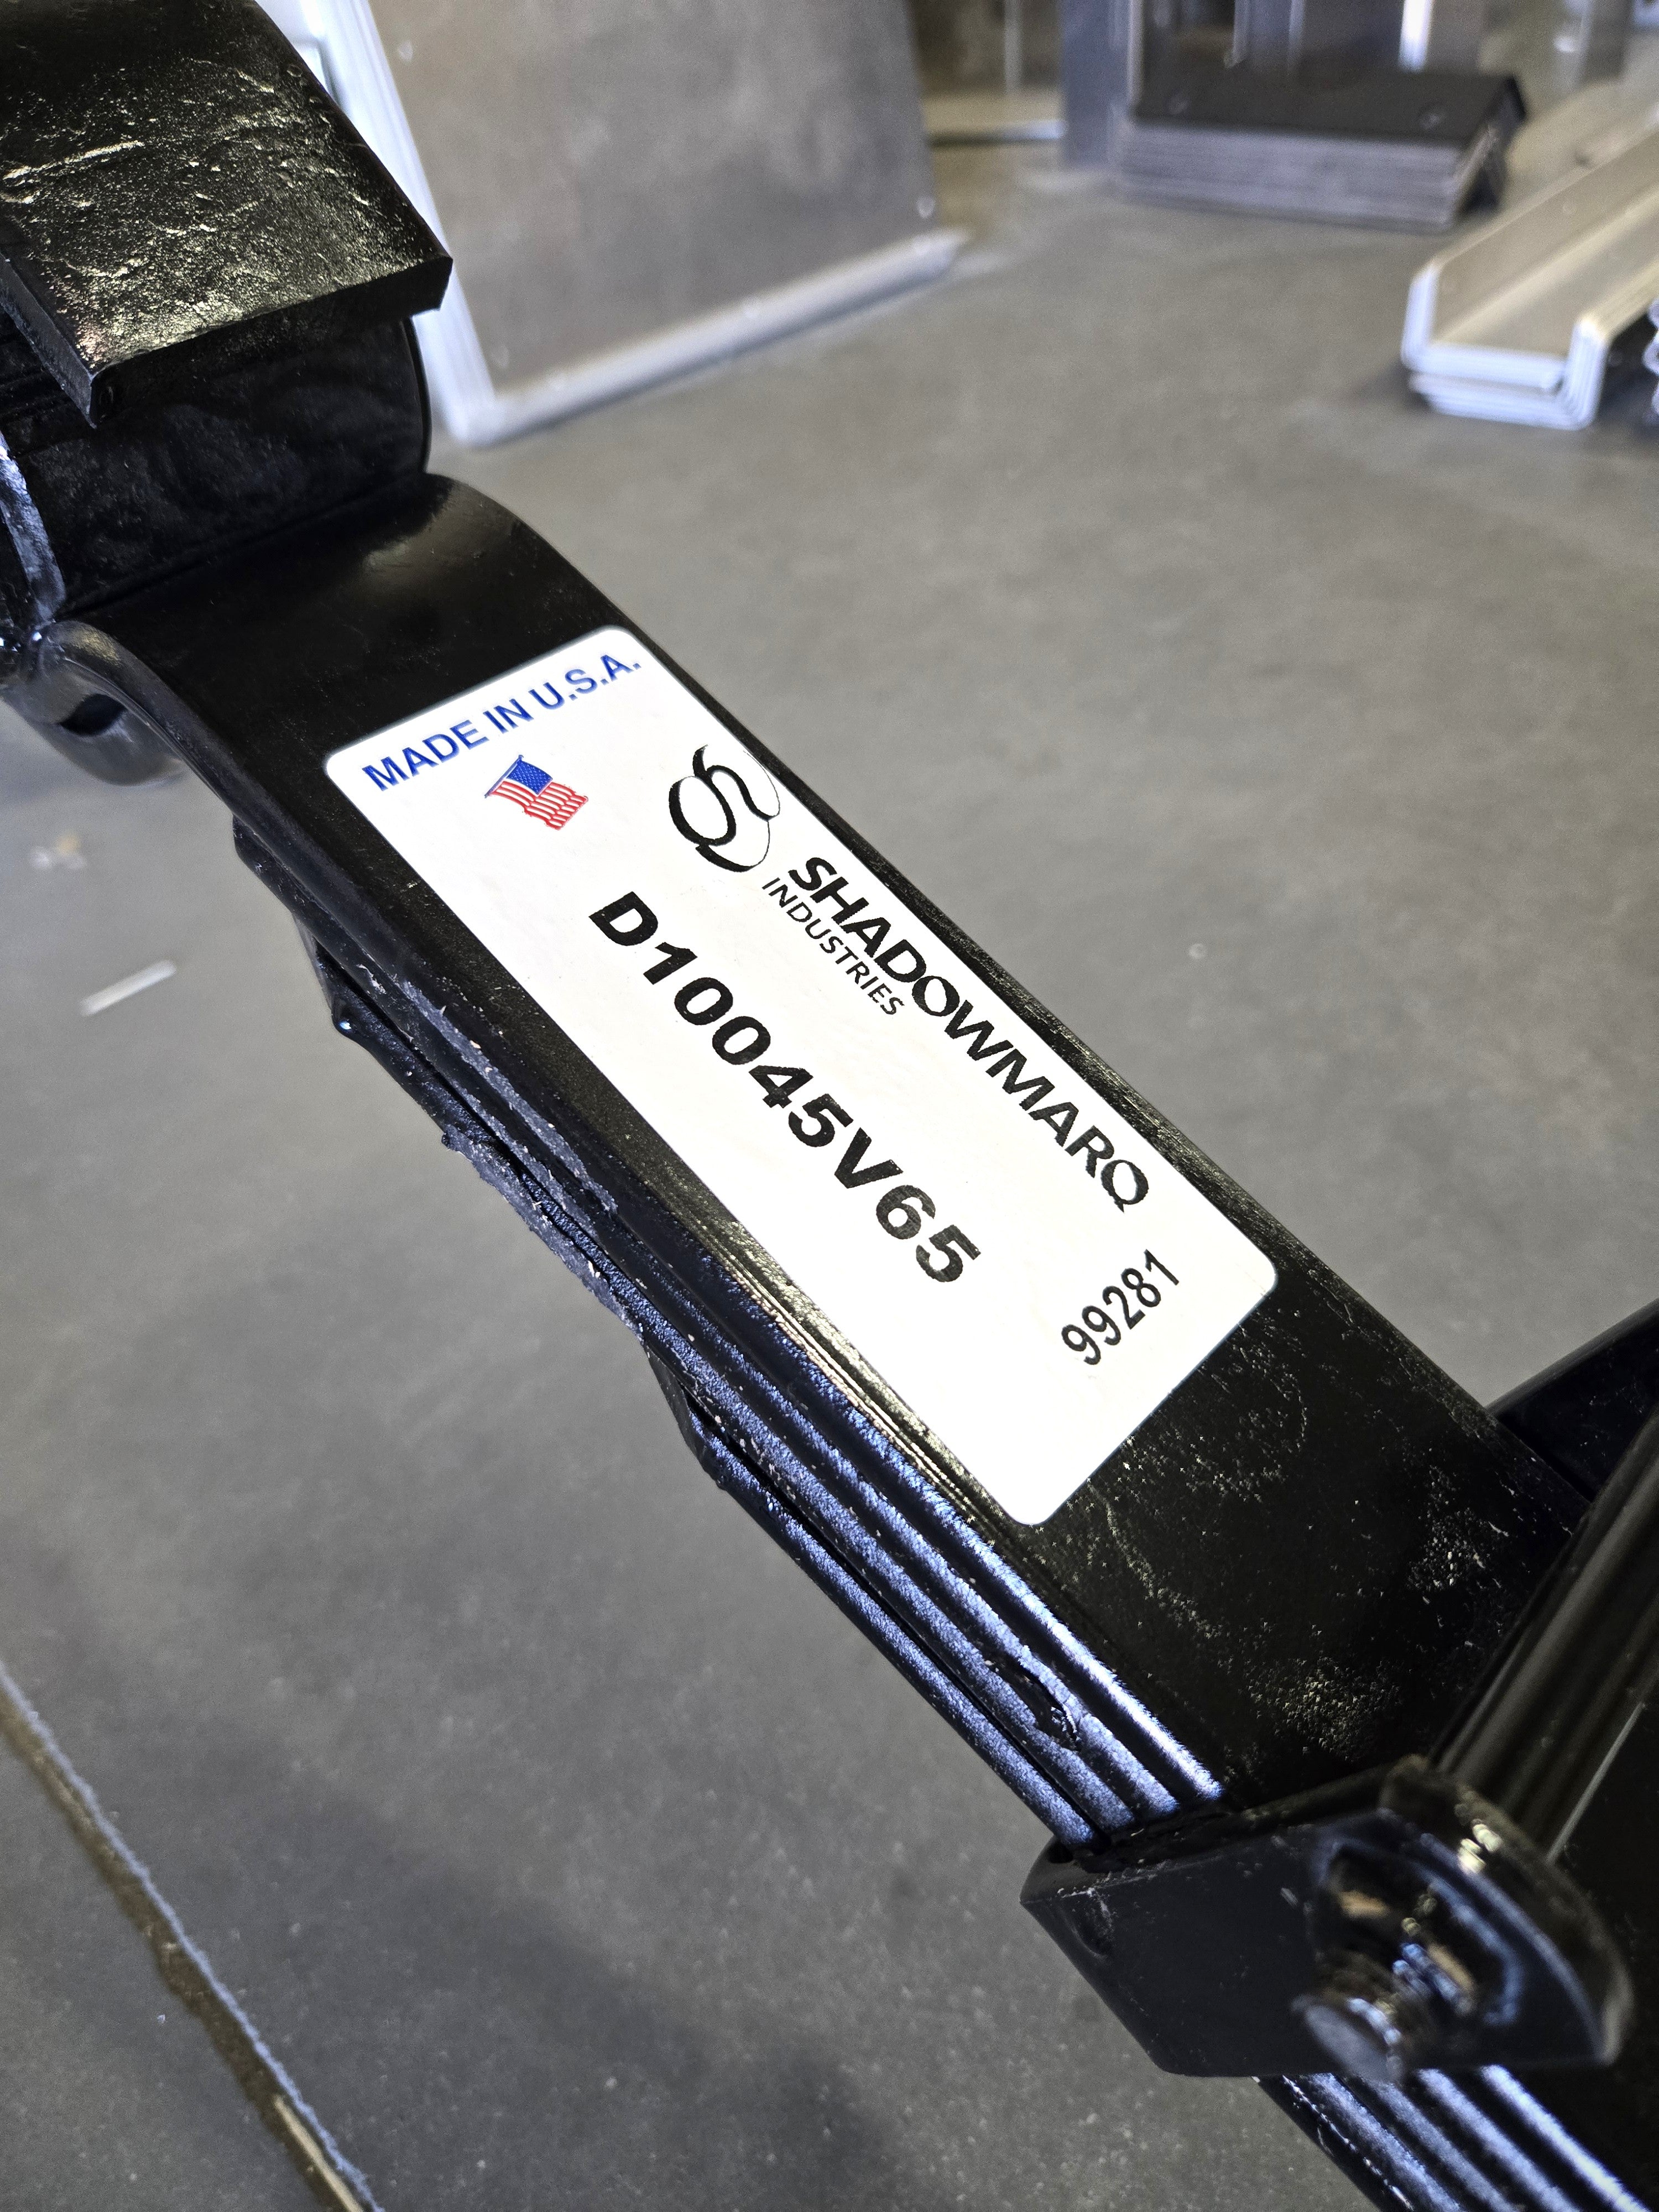 MADE IN U.S.A.
SHADOWMARQ
INDUSTRIES
D10045V65
99281